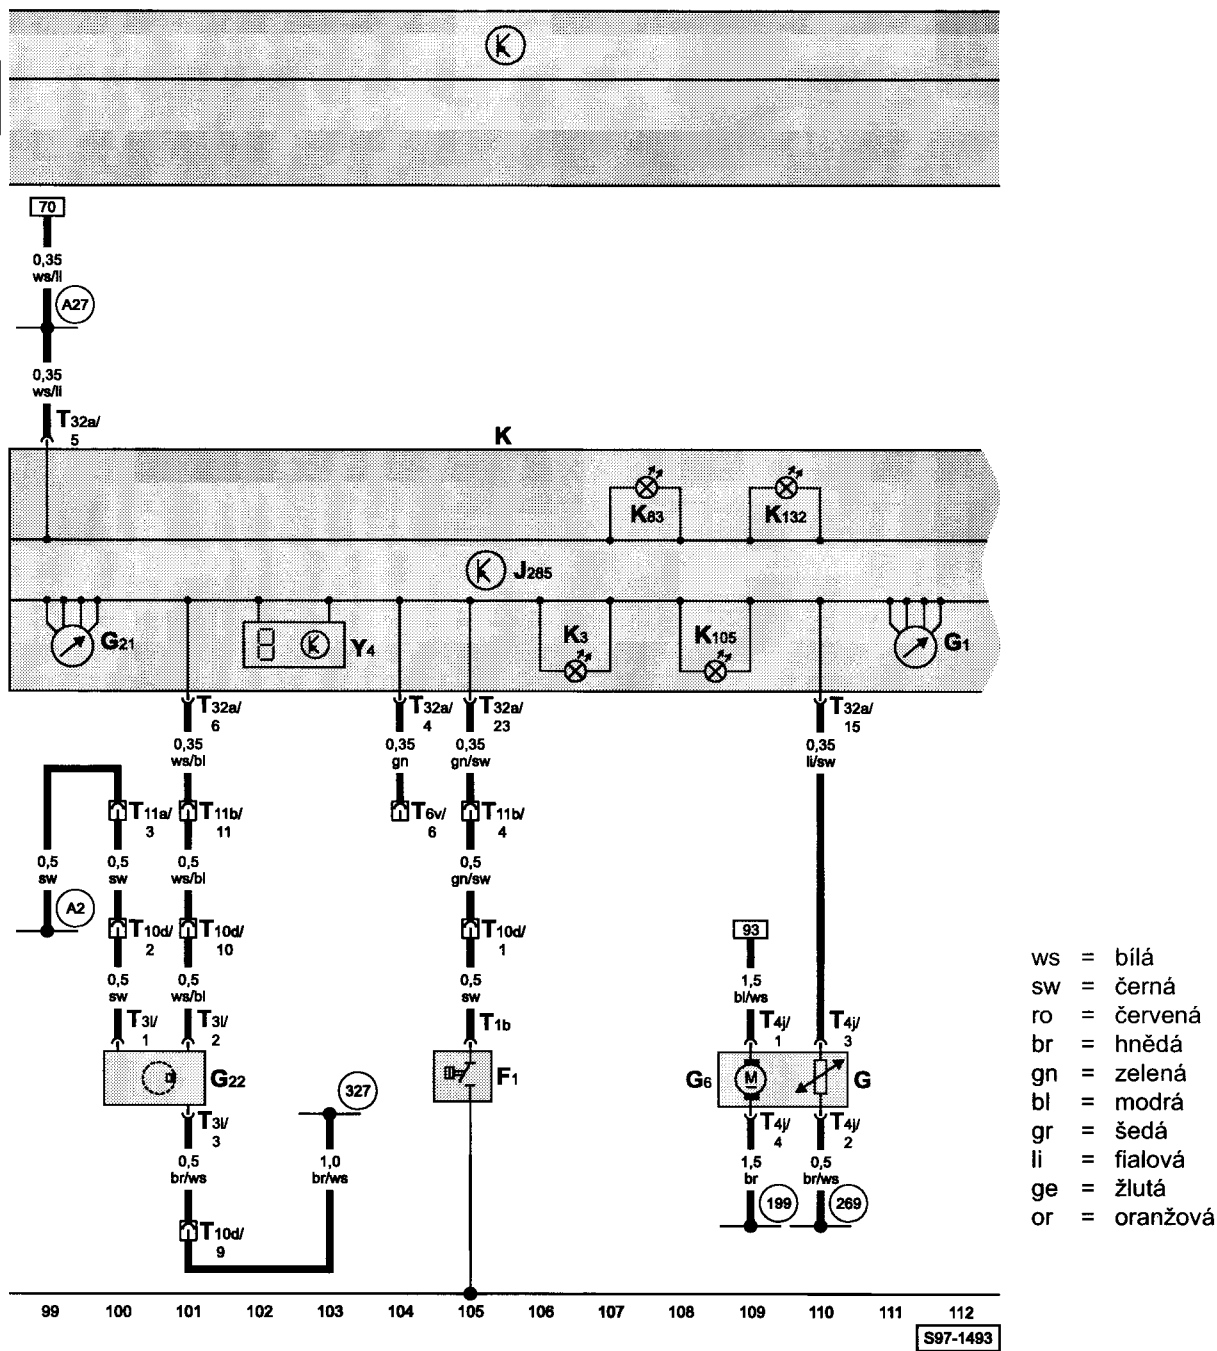 70
0,35
ws/li
A27
0,35
ws/li
T32a/
5
K
K83
K132
J285
G21
Y4
K3
K105
G1
T32a/
6
T32a/
4
T32a/
23
T32a/
15
0,35
ws/bl
0,35
gn
0,35
gn/sw
0,35
li/sw
T11a/
3
T11b/
11
T6v/
6
T11b/
4
0,5
sw
0,5
sw
0,5
ws/bl
0,5
gn/sw
A2
T10d/
2
T10d/
10
T10d/
1
93
0,5
sw
0,5
ws/bl
0,5
sw
1,5
bl/ws
T3l/
1
T3l/
2
T1b
T4j/
1
T4j/
3
G22
F1
G6
M
G
327
T3l/
3
T4j/
4
T4j/
2
0,5
br/ws
1,0
br/ws
1,5
br
0,5
br/ws
199
269
T10d/
9
99 100 101 102 103 104 105 106 107 108 109 110 111 112
S97-1493
ws = bílá
sw = černá
ro = červená
br = hnědá
gn = zelená
bl = modrá
gr = šedá
li = fialová
ge = žlutá
or = oranžová